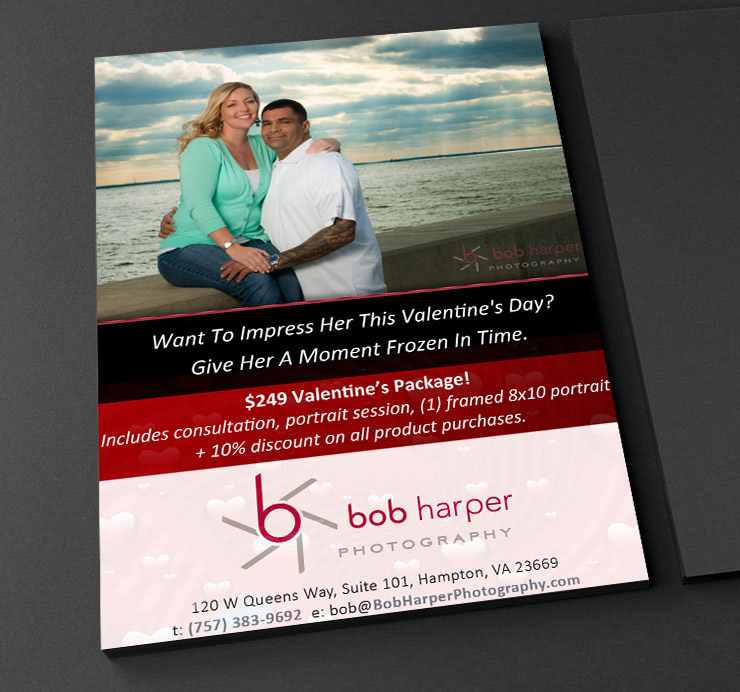 bob harper
PHOTOGRAPHY
Want To Impress Her This Valentine's Day?
Give Her A Moment Frozen In Time.
$249 Valentine’s Package!
Includes consultation, portrait session, (1) framed 8x10 portrait
+ 10% discount on all product purchases.
b
bob harper
PHOTOGRAPHY
120 W Queens Way, Suite 101, Hampton, VA 23669
t: (757) 383-9692 e: bob@BobHarperPhotography.com